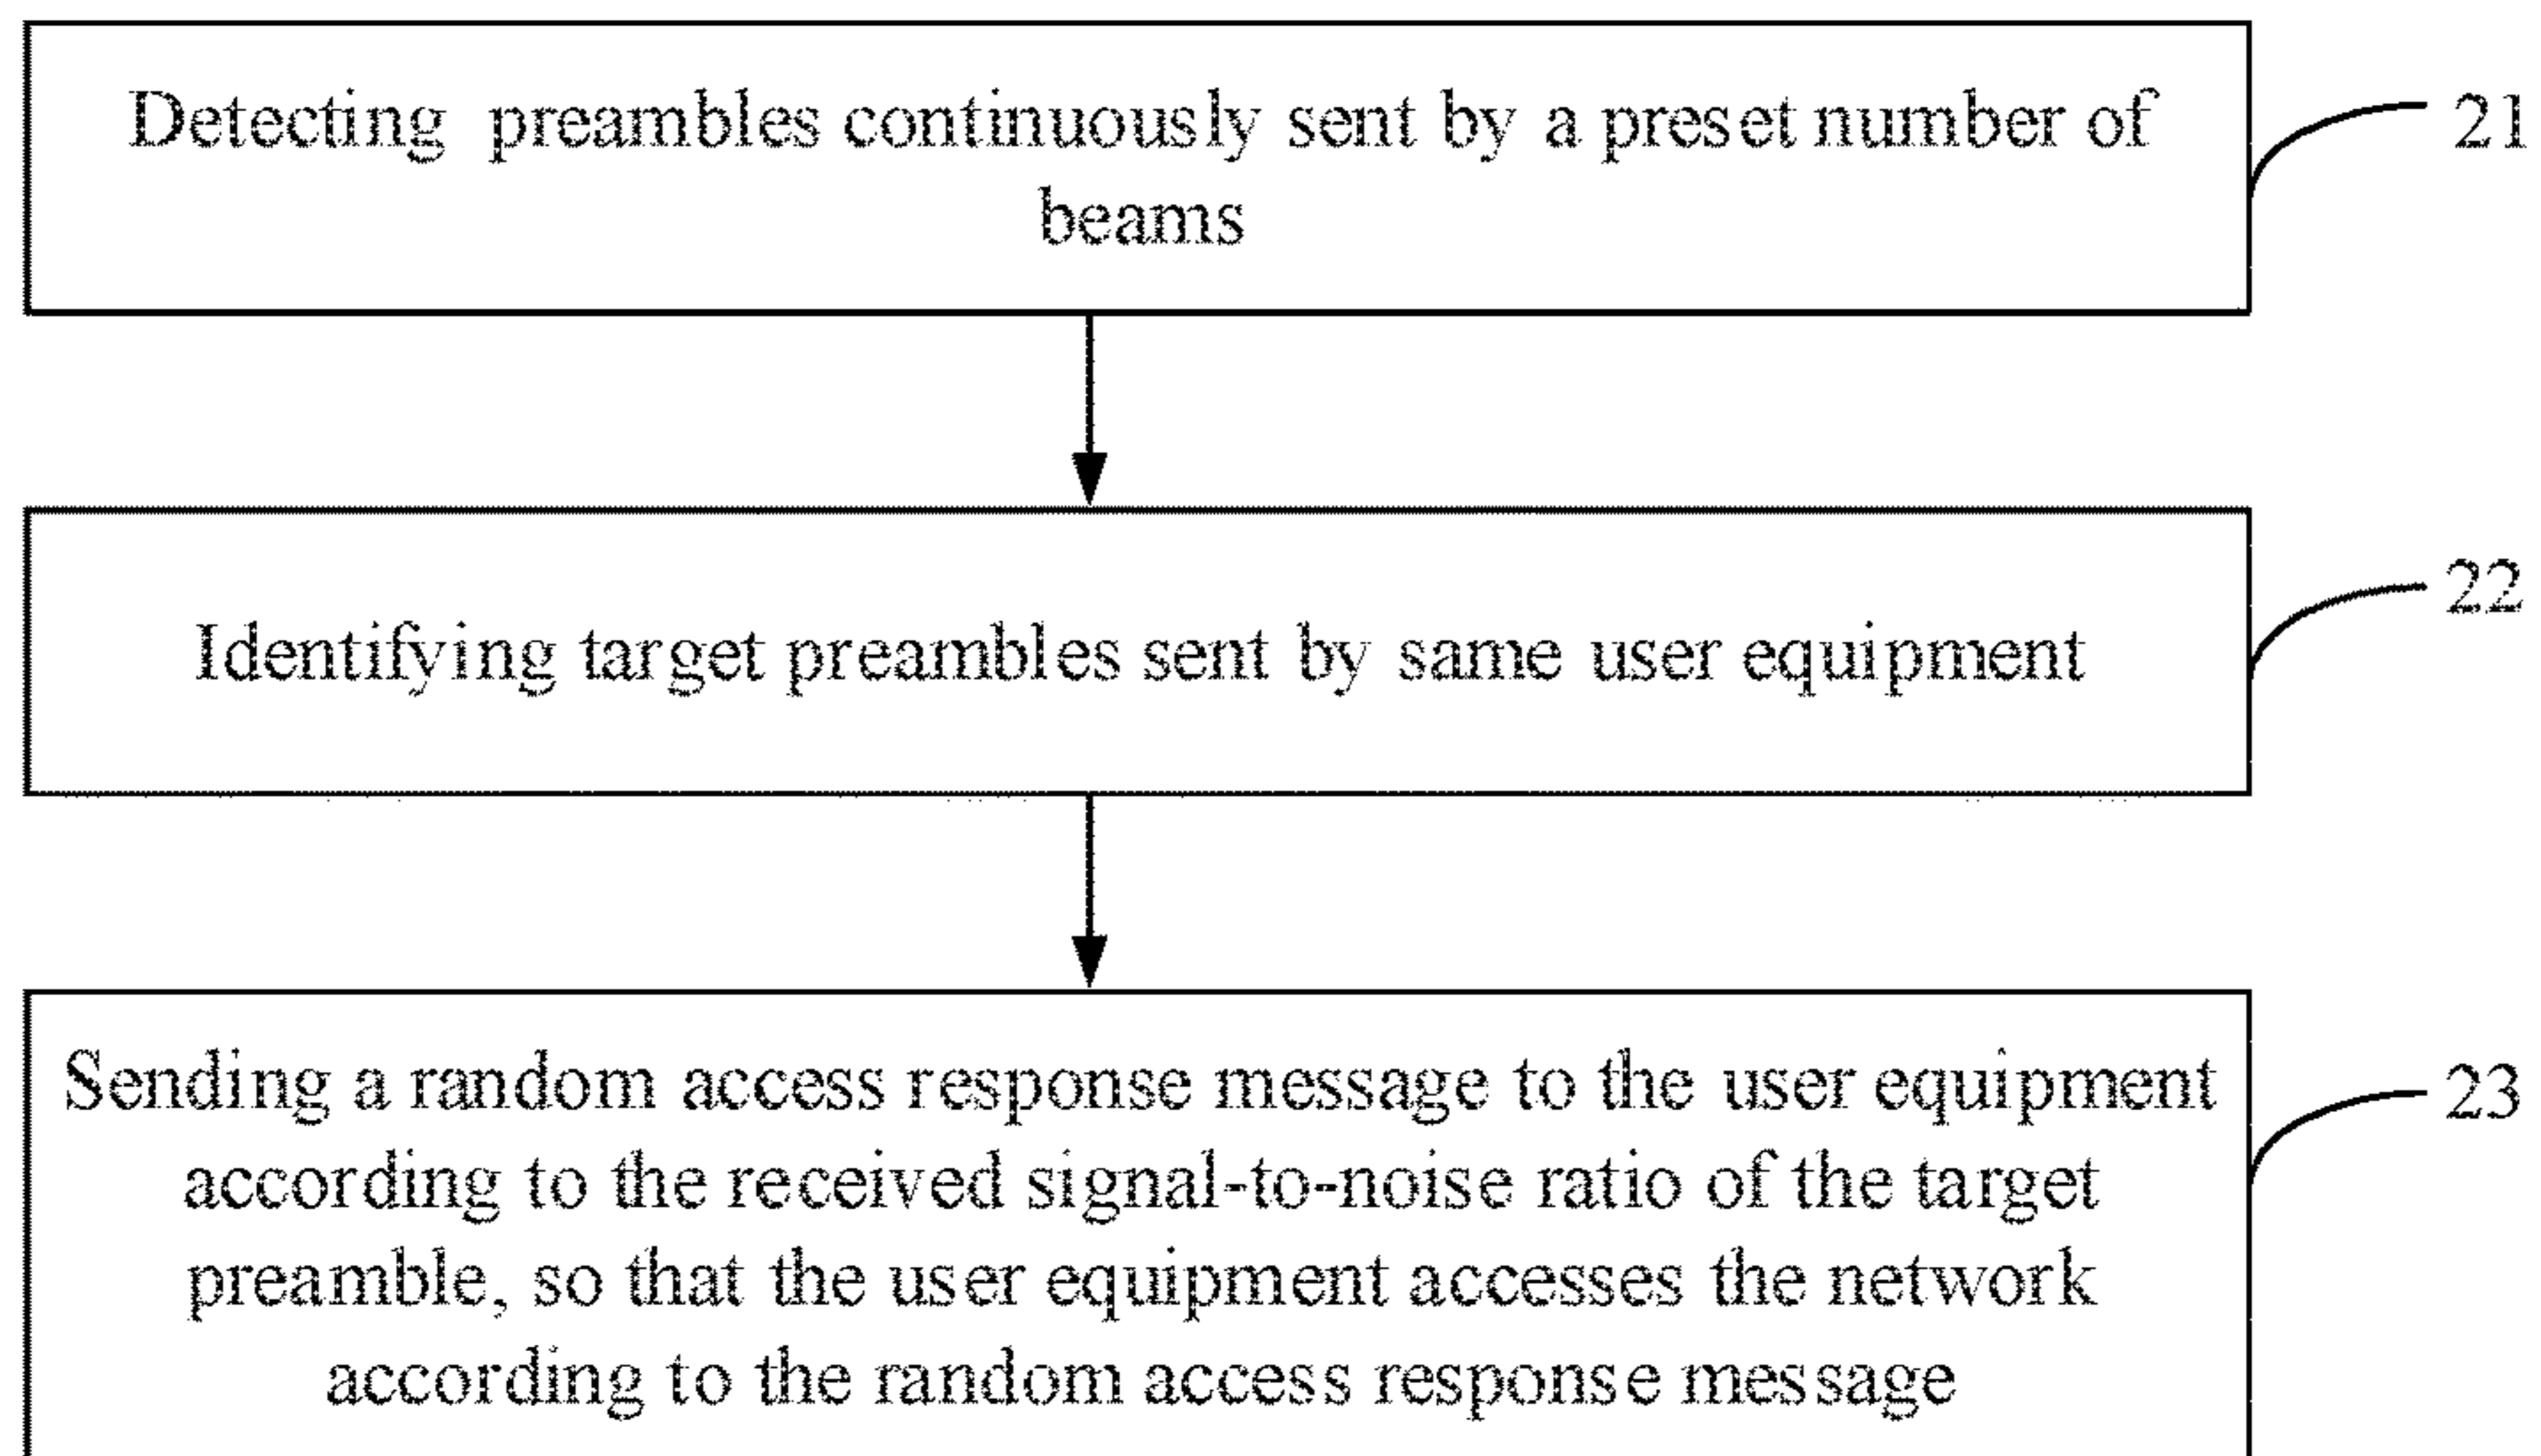 Detecting preambles continuously sent by a preset number of
beams
21
Identifying target preambles sent by same user equipment
22
Sending a random access response message to the user equipment
according to the received signal-to-noise ratio of the target
preamble, so that the user equipment accesses the network
according to the random access response message
23